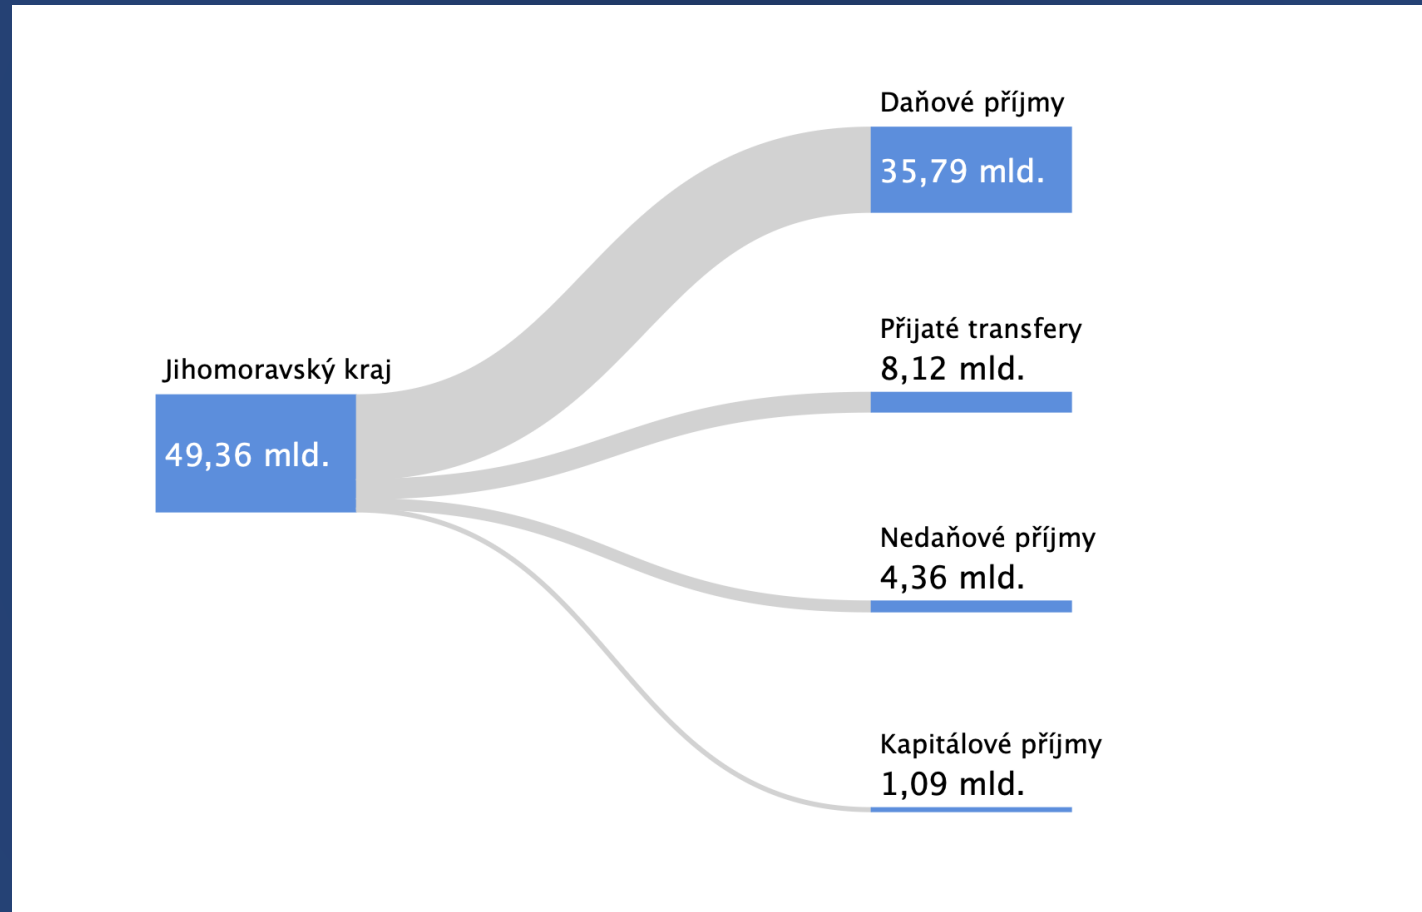 Daňové příjmy
35,79 mld.
Přijaté transfery
8,12 mld.
Jihomoravský kraj
49,36 mld.
Nedaňové příjmy
4,36 mld.
Kapitálové příjmy
1,09 mld.